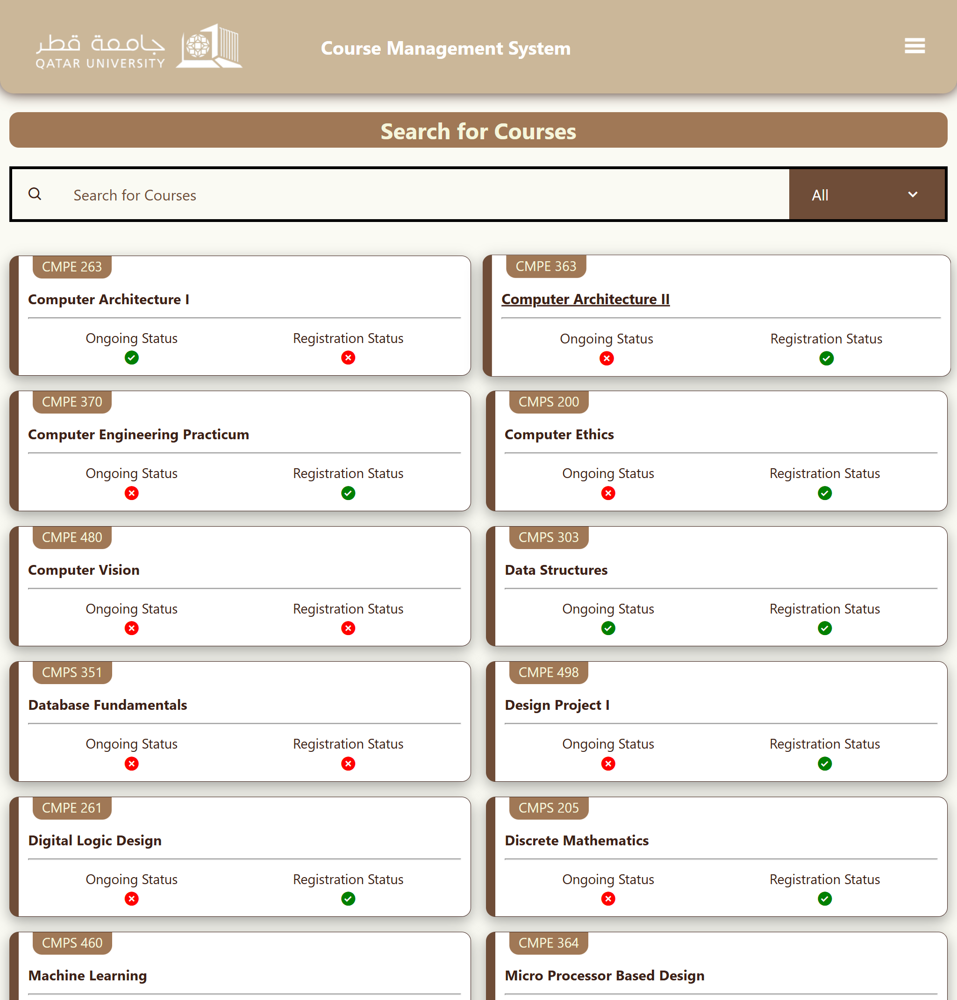 جامعة قطر
QATAR UNIVERSITY
Course Management System
Search for Courses
Search for Courses
All
CMPE 263
Computer Architecture I
Ongoing Status Registration Status
CMPE 363
Computer Architecture II
Ongoing Status Registration Status
CMPE 370
Computer Engineering Practicum
Ongoing Status Registration Status
CMPS 200
Computer Ethics
Ongoing Status Registration Status
CMPE 480
Computer Vision
Ongoing Status Registration Status
CMPS 303
Data Structures
Ongoing Status Registration Status
CMPS 351
Database Fundamentals
Ongoing Status Registration Status
CMPE 498
Design Project I
Ongoing Status Registration Status
CMPE 261
Digital Logic Design
Ongoing Status Registration Status
CMPS 205
Discrete Mathematics
Ongoing Status Registration Status
CMPS 460
Machine Learning
CMPE 364
Micro Processor Based Design